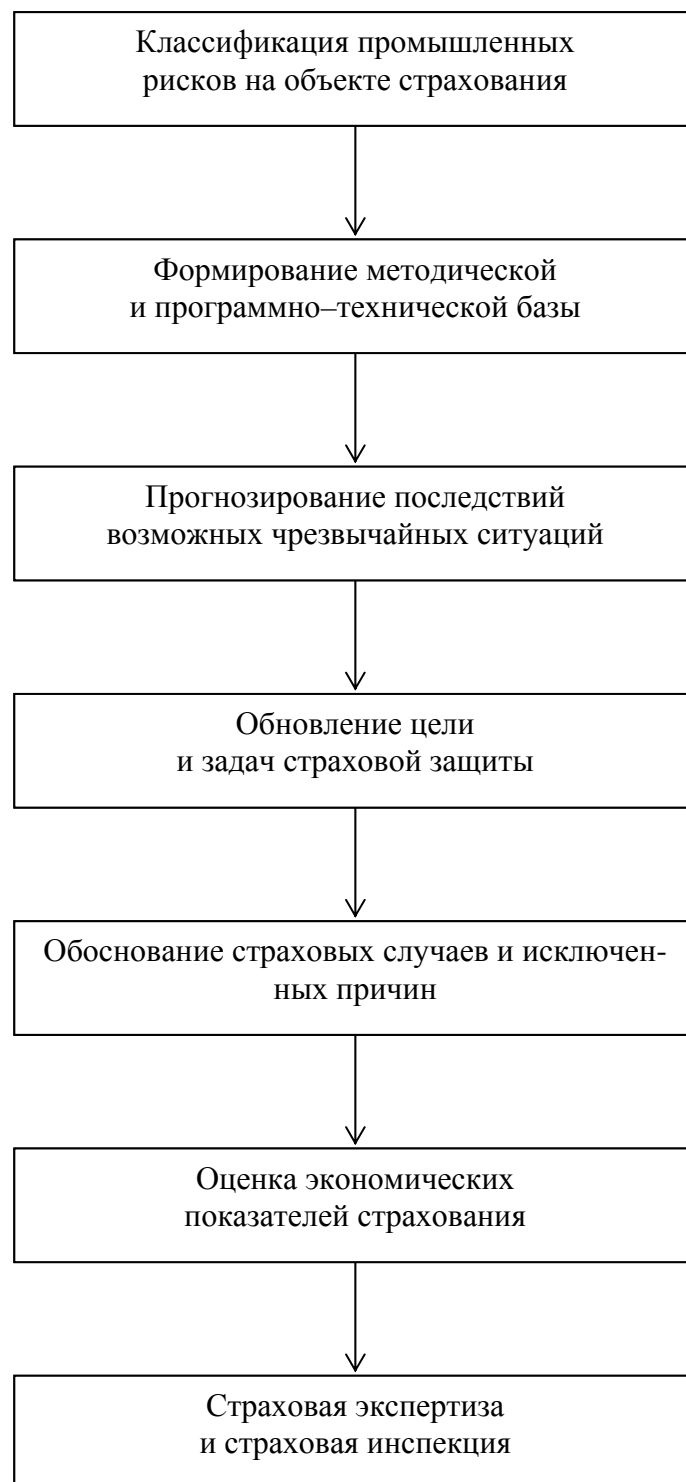 Классификация промышленных
рисков на объекте страхования
Формирование методической
и программно–технической базы
Прогнозирование последствий
возможных чрезвычайных ситуаций
Обновление цели
и задач страховой защиты
Обоснование страховых случаев и исключен-
ных причин
Оценка экономических
показателей страхования
Страховая экспертиза
и страховая инспекция